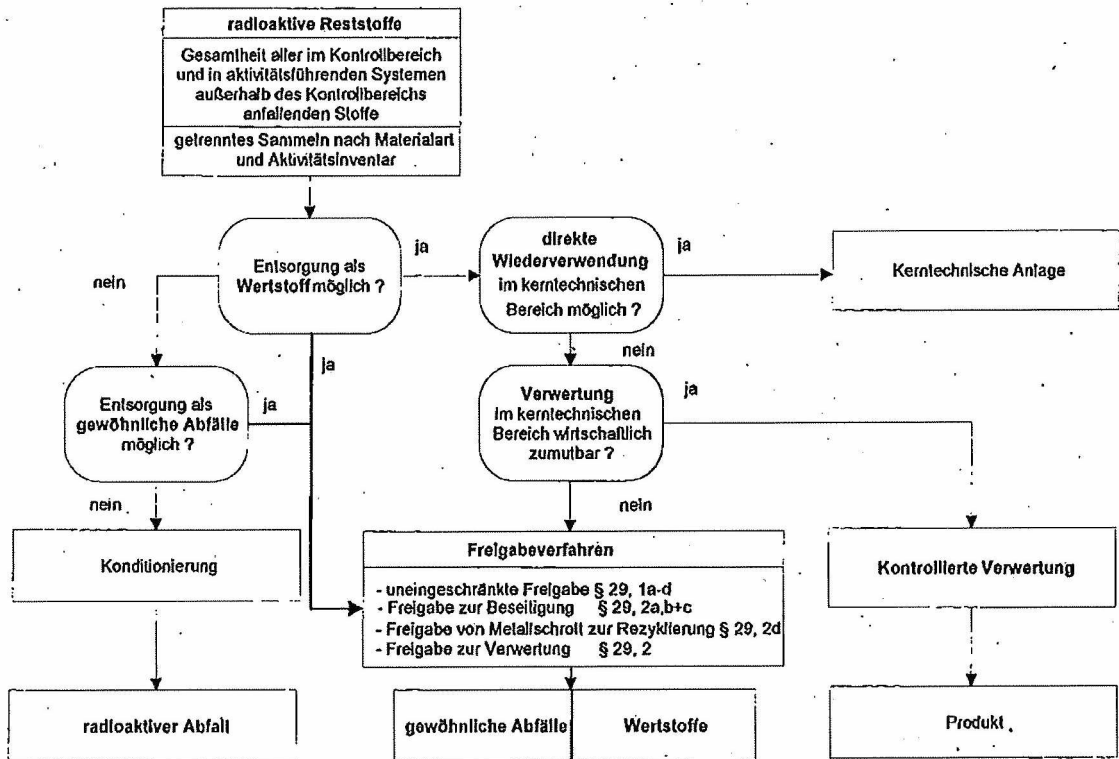 radioaktive Reststoffe
Gesamtheit aller im Kontrollbereich
und in aktivitätsführenden Systemen
außerhalb des Kontrollbereichs
anfallenden Stoffe
getrenntes Sammeln nach Materialart
und Aktivitätsinventar
Entsorgung als
Wertstoff möglich ?
ja
direkte
Wiederverwendung
im kerntechnischen
Bereich möglich ?
ja
Kerntechnische Anlage
nein
ja
nein
Entsorgung als
gewöhnliche Abfälle
möglich ?
ja
Verwertung
im kerntechnischen
Bereich wirtschaftlich
zumutbar ?
ja
nein
nein
Konditionierung
Freigabeverfahren
- uneingeschränkte Freigabe § 29, 1a-d
- Freigabe zur Beseitigung § 29, 2a,b+c
- Freigabe von Metallschrott zur Rezyklierung § 29, 2d
- Freigabe zur Verwertung § 29, 2
Kontrollierte Verwertung
radioaktiver Abfall
gewöhnliche Abfälle
Wertstoffe
Produkt